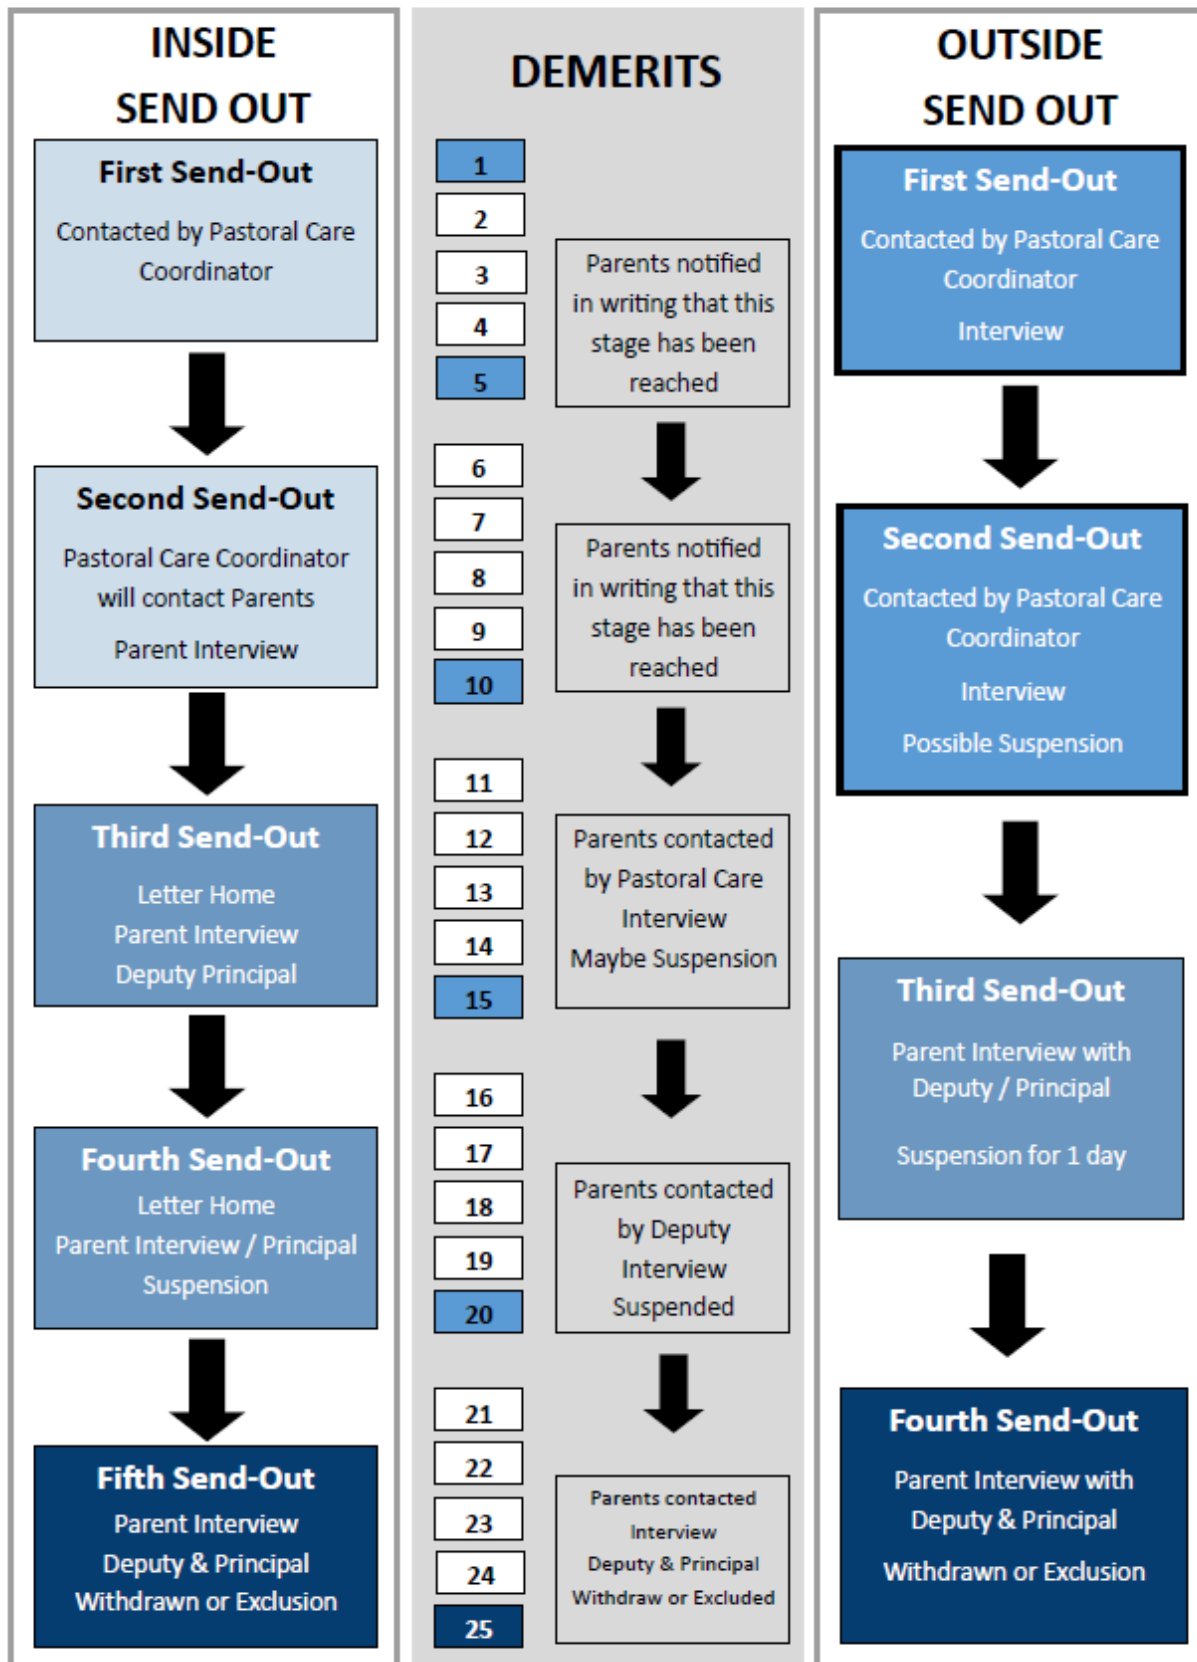 INSIDE
SEND OUT
First Send-Out
Contacted by Pastoral Care
Coordinator
Second Send-Out
Pastoral Care Coordinator
will contact Parents
Parent Interview
Third Send-Out
Letter Home
Parent Interview
Deputy Principal
Fourth Send-Out
Letter Home
Parent Interview / Principal
Suspension
Fifth Send-Out
Parent Interview
Deputy & Principal
Withdrawn or Exclusion
DEMERITS
1
2
3
4
5
Parents notified
in writing that this
stage has been
reached
6
7
8
9
10
Parents notified
in writing that this
stage has been
reached
11
12
13
14
15
Parents contacted
by Pastoral Care
Interview
Maybe Suspension
16
17
18
19
20
Parents contacted
by Deputy
Interview
Suspended
21
22
23
24
25
Parents contacted
Interview
Deputy & Principal
Withdraw or Excluded
OUTSIDE
SEND OUT
First Send-Out
Contacted by Pastoral Care
Coordinator
Interview
Second Send-Out
Contacted by Pastoral Care
Coordinator
Interview
Possible Suspension
Third Send-Out
Parent Interview with
Deputy / Principal
Suspension for 1 day
Fourth Send-Out
Parent Interview with
Deputy & Principal
Withdrawn or Exclusion